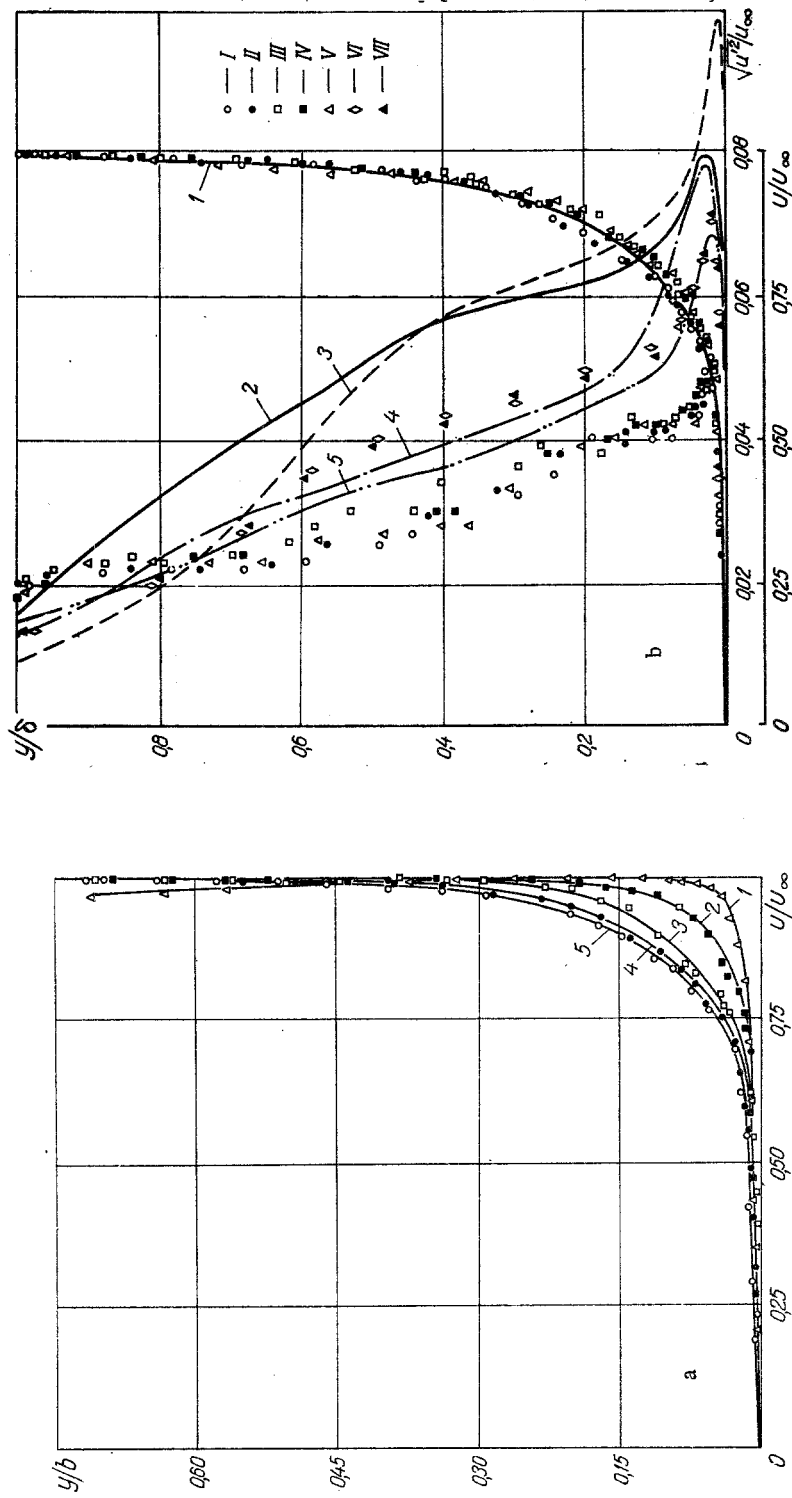 y/δ
0,8
0,6
0,4
0,2
0
0
0,02
0,04
0,06
0,08
√u'²/u∞
0
0,25
0,50
0,75
U/U∞
1
2
3
4
5
b
○ — I
● — II
□ — III
■ — IV
△ — V
◇ — VI
▲ — VII
y/b
0,60
0,45
0,30
0,15
0
0,25
0,50
0,75
U/U∞
1
2
3
4
5
a